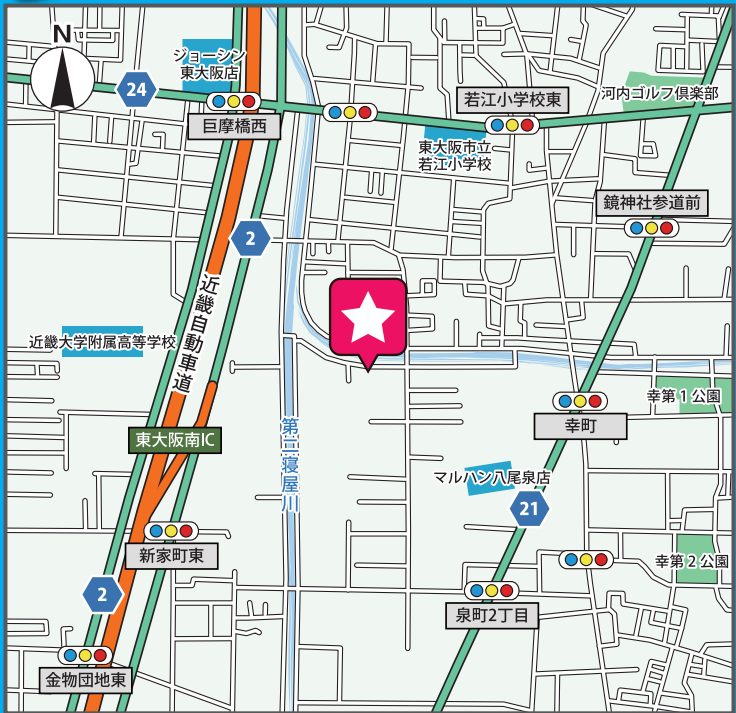 N
ジョーシン
東大阪店
24
巨摩橋西
若江小学校東
河内ゴルフ倶楽部
東大阪市立
若江小学校
鏡神社参道前
2
近畿自動車道
近畿大学附属高等学校
幸第1公園
幸町
東大阪南IC
第二寝屋川
マルハン八尾泉店
21
新家町東
幸第2公園
2
泉町2丁目
金物団地東